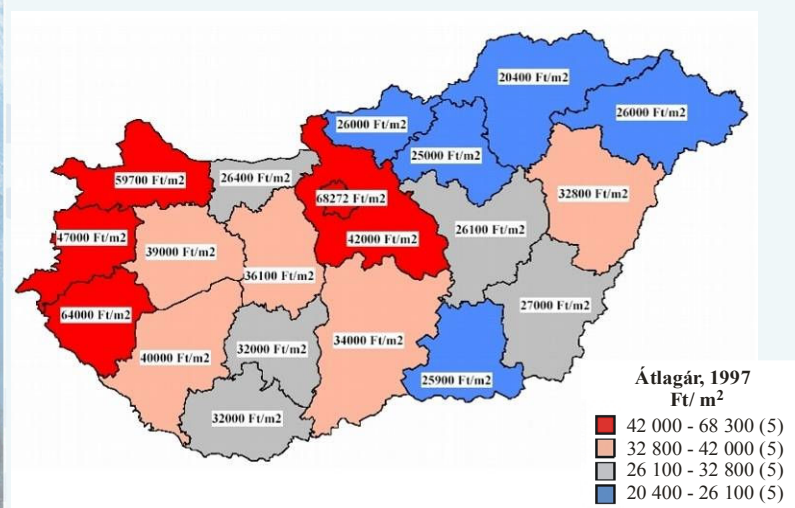 20400 Ft/m2
26000 Ft/m2
26000 Ft/m2
25000 Ft/m2
59700 Ft/m2
26400 Ft/m2
68272 Ft/m2
32800 Ft/m2
47000 Ft/m2
39000 Ft/m2
42000 Ft/m2
26100 Ft/m2
36100 Ft/m2
27000 Ft/m2
64000 Ft/m2
34000 Ft/m2
32000 Ft/m2
40000 Ft/m2
25900 Ft/m2
32000 Ft/m2
Átlagár, 1997
Ft/ m²
42 000 - 68 300 (5)
32 800 - 42 000 (5)
26 100 - 32 800 (5)
20 400 - 26 100 (5)